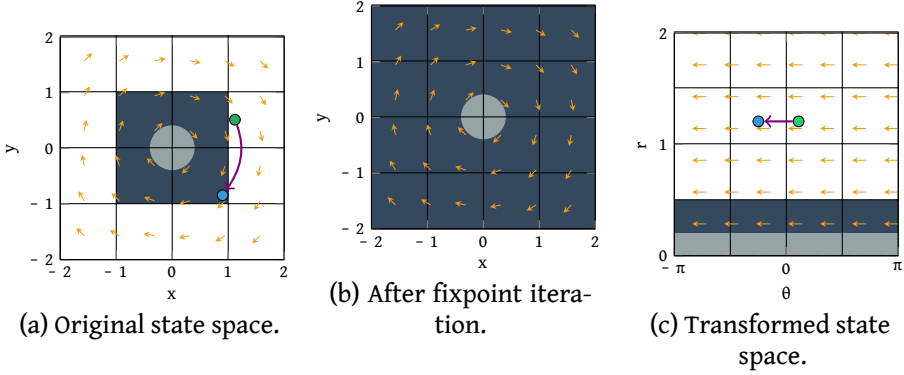 2
1
y
0
− 1
− 2
− 2
− 1
0
1
2
x
(a) Original state space.
2
1
y
0
− 1
− 2
− 2
− 1
0
1
2
x
(b) After fixpoint itera-
tion.
2
r
1
0
− π
0
π
θ
(c) Transformed state
space.